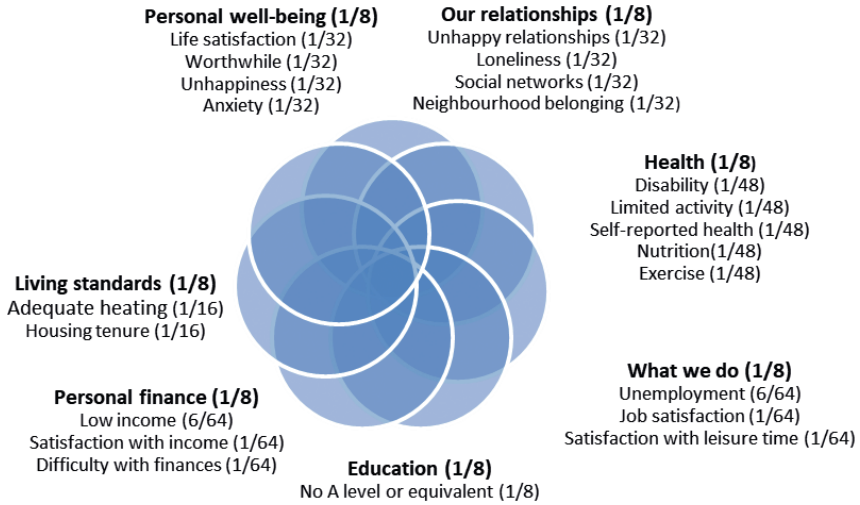 Personal well-being (1/8)
Life satisfaction (1/32)
Worthwhile (1/32)
Unhappiness (1/32)
Anxiety (1/32)
Our relationships (1/8)
Unhappy relationships (1/32)
Loneliness (1/32)
Social networks (1/32)
Neighbourhood belonging (1/32)
Health (1/8)
Disability (1/48)
Limited activity (1/48)
Self-reported health (1/48)
Nutrition(1/48)
Exercise (1/48)
Living standards (1/8)
Adequate heating (1/16)
Housing tenure (1/16)
What we do (1/8)
Unemployment (6/64)
Job satisfaction (1/64)
Satisfaction with leisure time (1/64)
Personal finance (1/8)
Low income (6/64)
Satisfaction with income (1/64)
Difficulty with finances (1/64)
Education (1/8)
No A level or equivalent (1/8)